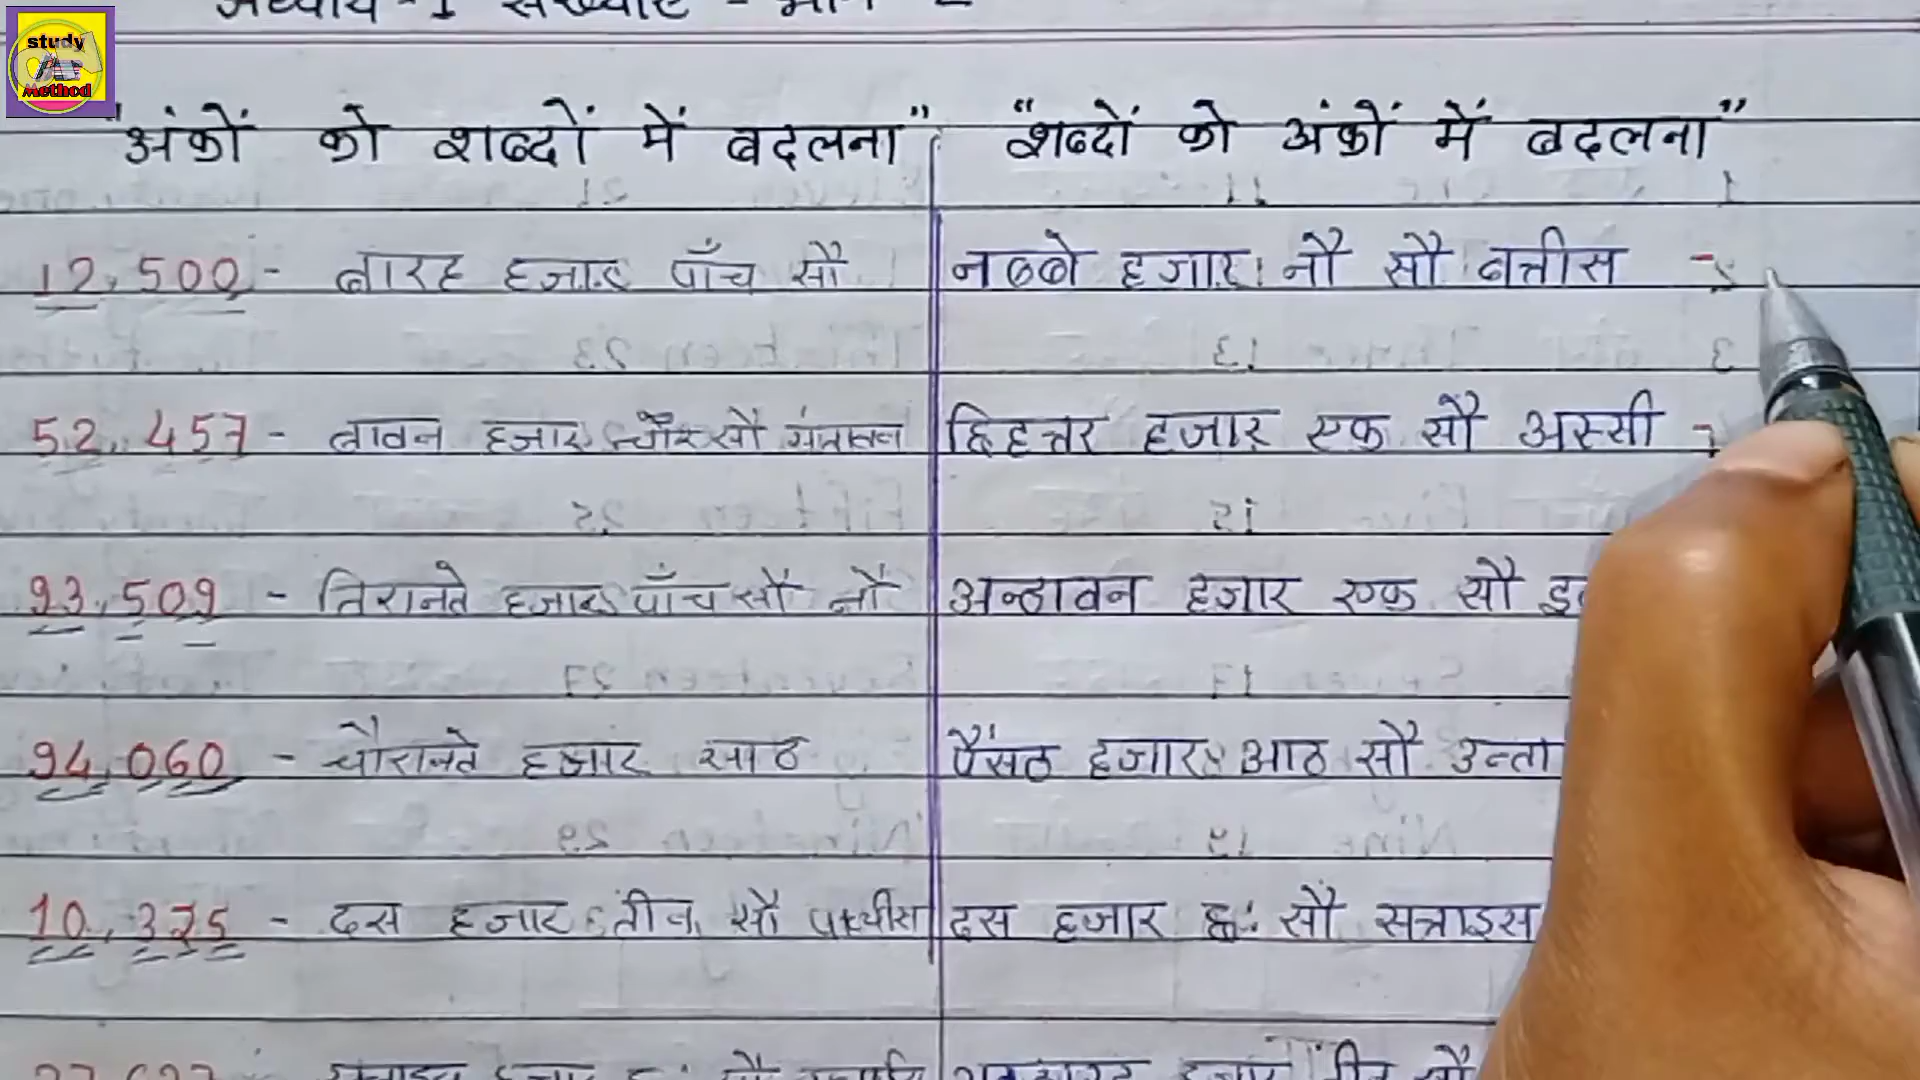 study
Method
"अंकों को शब्दों में बदलना" "शब्दों को अंकों में बदलना"
12,500 - बारह हजार पाँच सौ
नब्बे हजार नौ सौ बत्तीस -
52,457 - बावन हजार चार सौ संतावन
छिहत्तर हजार एक सौ अस्सी -
93,509 - तिरानवे हजार पाँच सौ नौ
अन्ठावन हजार एक सौ
94,060 - चौरानवे हजार साठ
पैंसठ हजार आठ सौ
10,325 - दस हजार तीन सौ पच्चीस
दस हजार छः सौ सत्ताइस